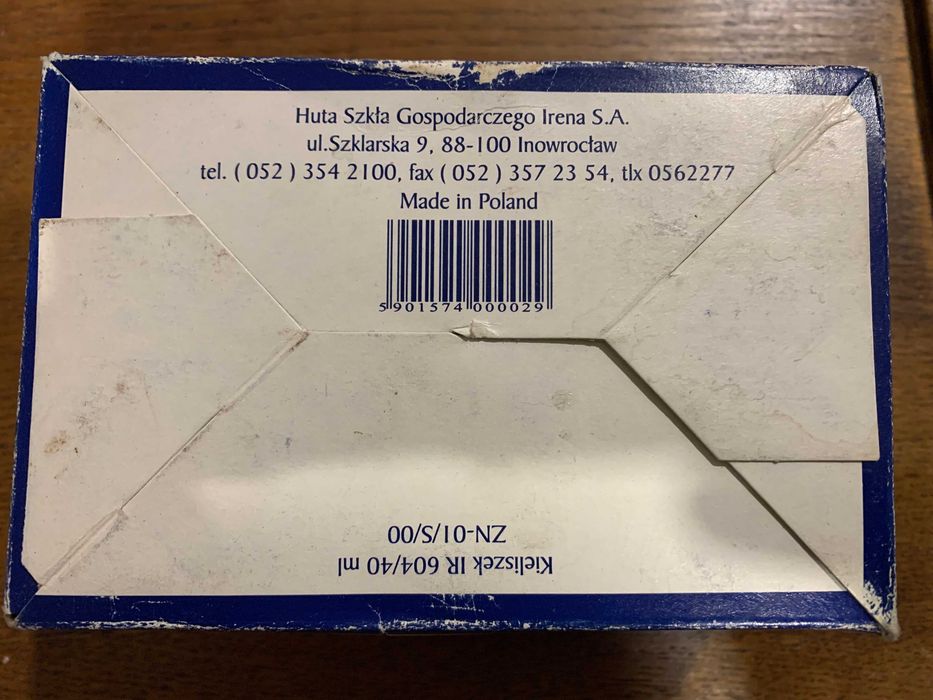 Huta Szkła Gospodarczego Irena S.A.
ul.Szklarska 9, 88-100 Inowrocław
tel. ( 052 ) 354 2100, fax ( 052 ) 357 23 54, tlx 0562277
Made in Poland
5 901574 000029
Kieliszek IR 604/40 ml
ZN-01/S/00